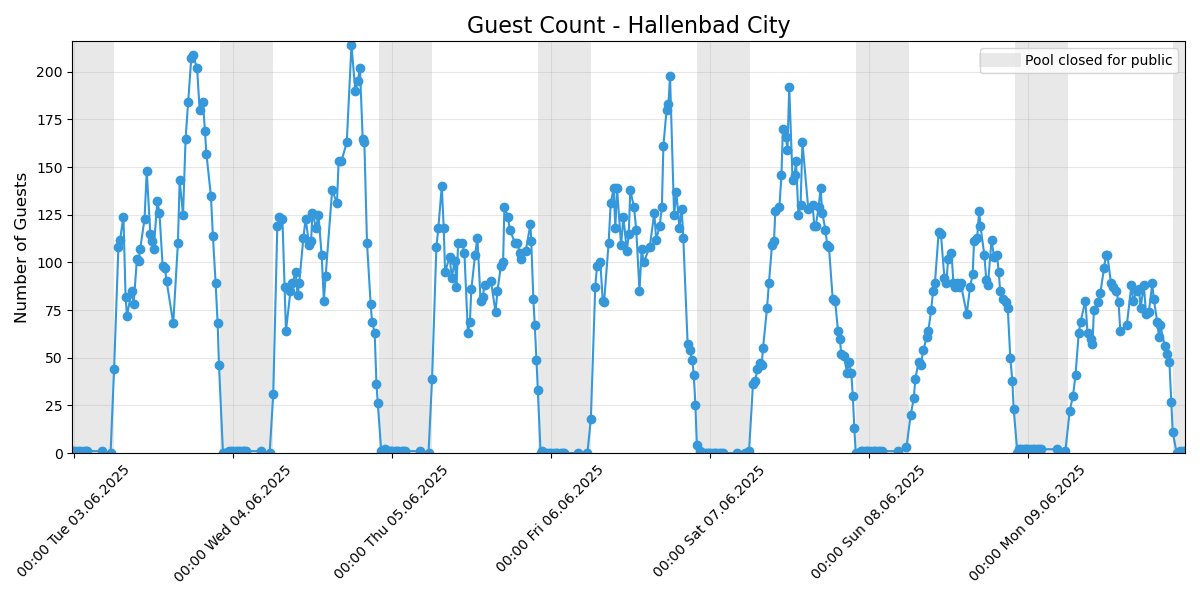 Guest Count - Hallenbad City
Pool closed for public
Number of Guests
200
175
150
125
100
75
50
25
0
00:00 Tue 03.06.2025
00:00 Wed 04.06.2025
00:00 Thu 05.06.2025
00:00 Fri 06.06.2025
00:00 Sat 07.06.2025
00:00 Sun 08.06.2025
00:00 Mon 09.06.2025